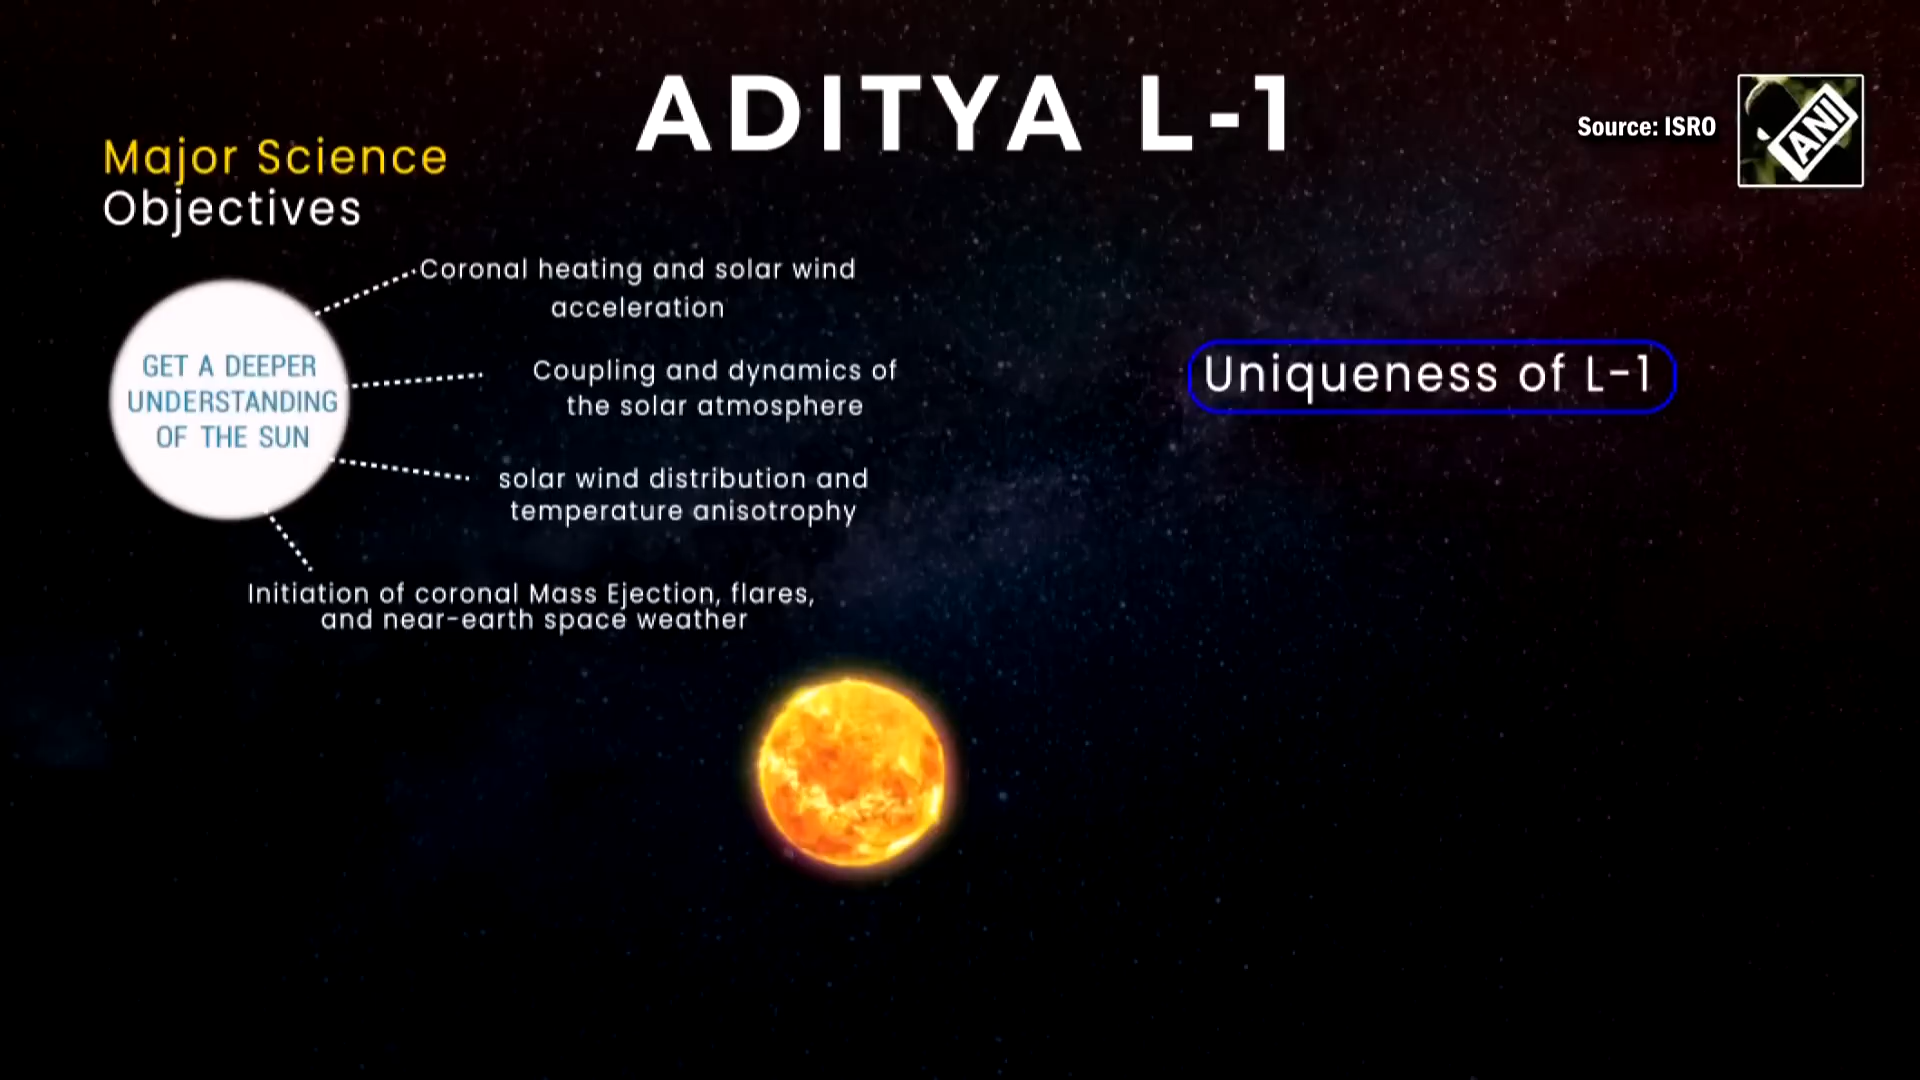 ADITYA L-1
Source: ISRO
ANI
Major Science
Objectives
GET A DEEPER
UNDERSTANDING
OF THE SUN
Coronal heating and solar wind
acceleration
Coupling and dynamics of
the solar atmosphere
solar wind distribution and
temperature anisotrophy
Initiation of coronal Mass Ejection, flares,
and near-earth space weather
Uniqueness of L-1